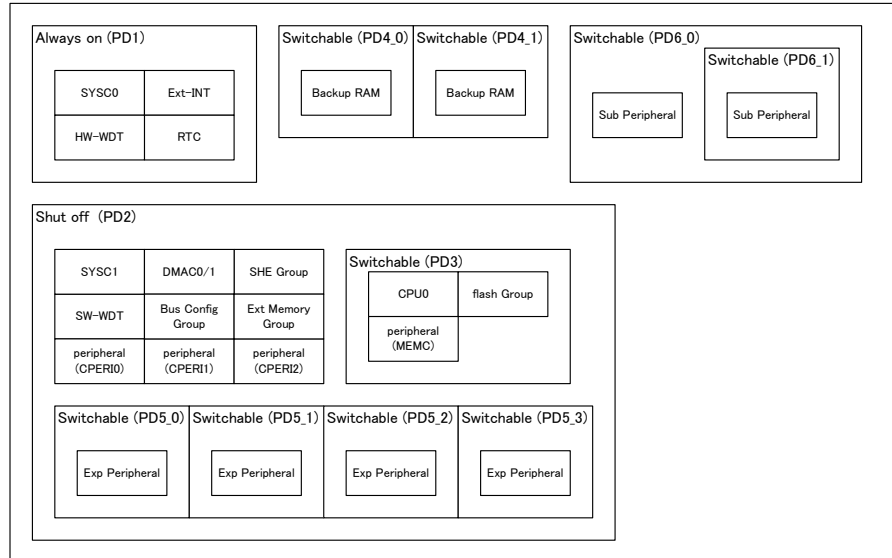 Always on (PD1)
SYSC0
Ext-INT
HW-WDT
RTC
Switchable (PD4_0)
Switchable (PD4_1)
Backup RAM
Backup RAM
Switchable (PD6_0)
Switchable (PD6_1)
Sub Peripheral
Sub Peripheral
Shut off (PD2)
SYSC1
DMAC0/1
SHE Group
SW-WDT
Bus Config
Group
Ext Memory
Group
peripheral
(CPERI0)
peripheral
(CPERI1)
peripheral
(CPERI2)
Switchable (PD3)
CPU0
flash Group
peripheral
(MEMC)
Switchable (PD5_0)
Switchable (PD5_1)
Switchable (PD5_2)
Switchable (PD5_3)
Exp Peripheral
Exp Peripheral
Exp Peripheral
Exp Peripheral